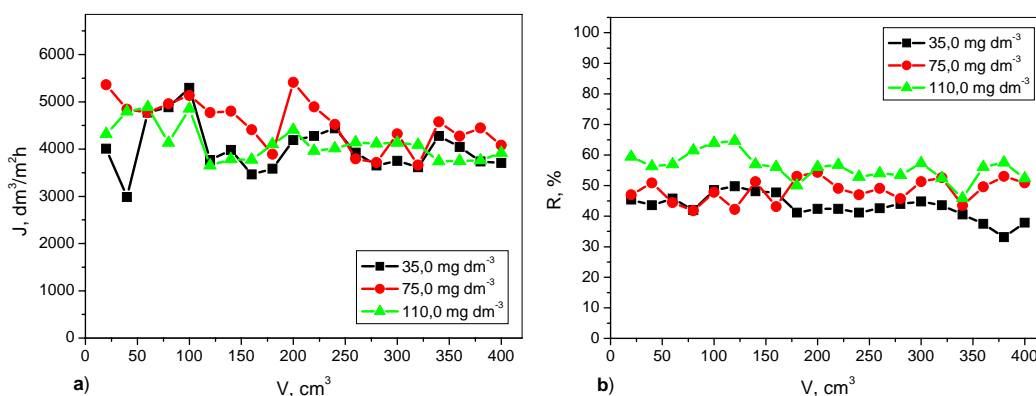 6000
5000
4000
3000
2000
1000
0
J, dm³/m²h
35,0 mg dm⁻³
75,0 mg dm⁻³
110,0 mg dm⁻³
0 50 100 150 200 250 300 350 400
a)
V, cm³
100
90
80
70
60
50
40
30
20
10
0
R, %
35,0 mg dm⁻³
75,0 mg dm⁻³
110,0 mg dm⁻³
0 50 100 150 200 250 300 350 400
b)
V, cm³